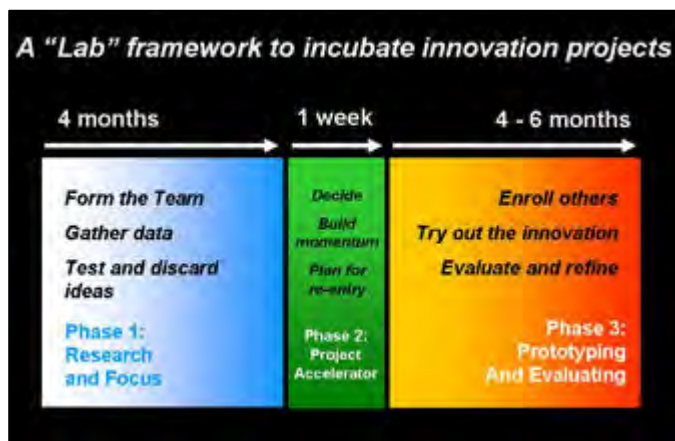 A “Lab” framework to incubate innovation projects
4 months
1 week
4 - 6 months
Form the Team
Gather data
Test and discard
ideas
Phase 1:
Research
and Focus
Decide
Build
momentum
Plan for
re-entry
Phase 2:
Project
Accelerator
Enroll others
Try out the innovation
Evaluate and refine
Phase 3:
Prototyping
And Evaluating